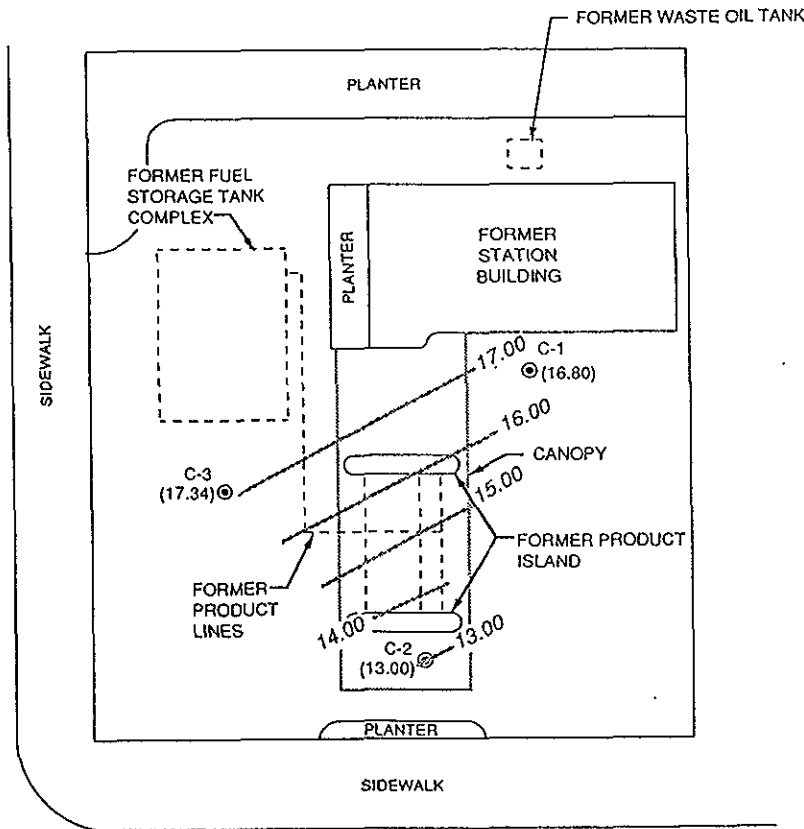 FORMER WASTE OIL TANK
PLANTER
FORMER FUEL
STORAGE TANK
COMPLEX
PLANTER
FORMER
STATION
BUILDING
SIDEWALK
17.00
C-1
(16.80)
16.00
CANOPY
C-3
(17.34)
15.00
FORMER PRODUCT
ISLAND
FORMER
PRODUCT
LINES
14.00
13.00
C-2
(13.00)
PLANTER
SIDEWALK